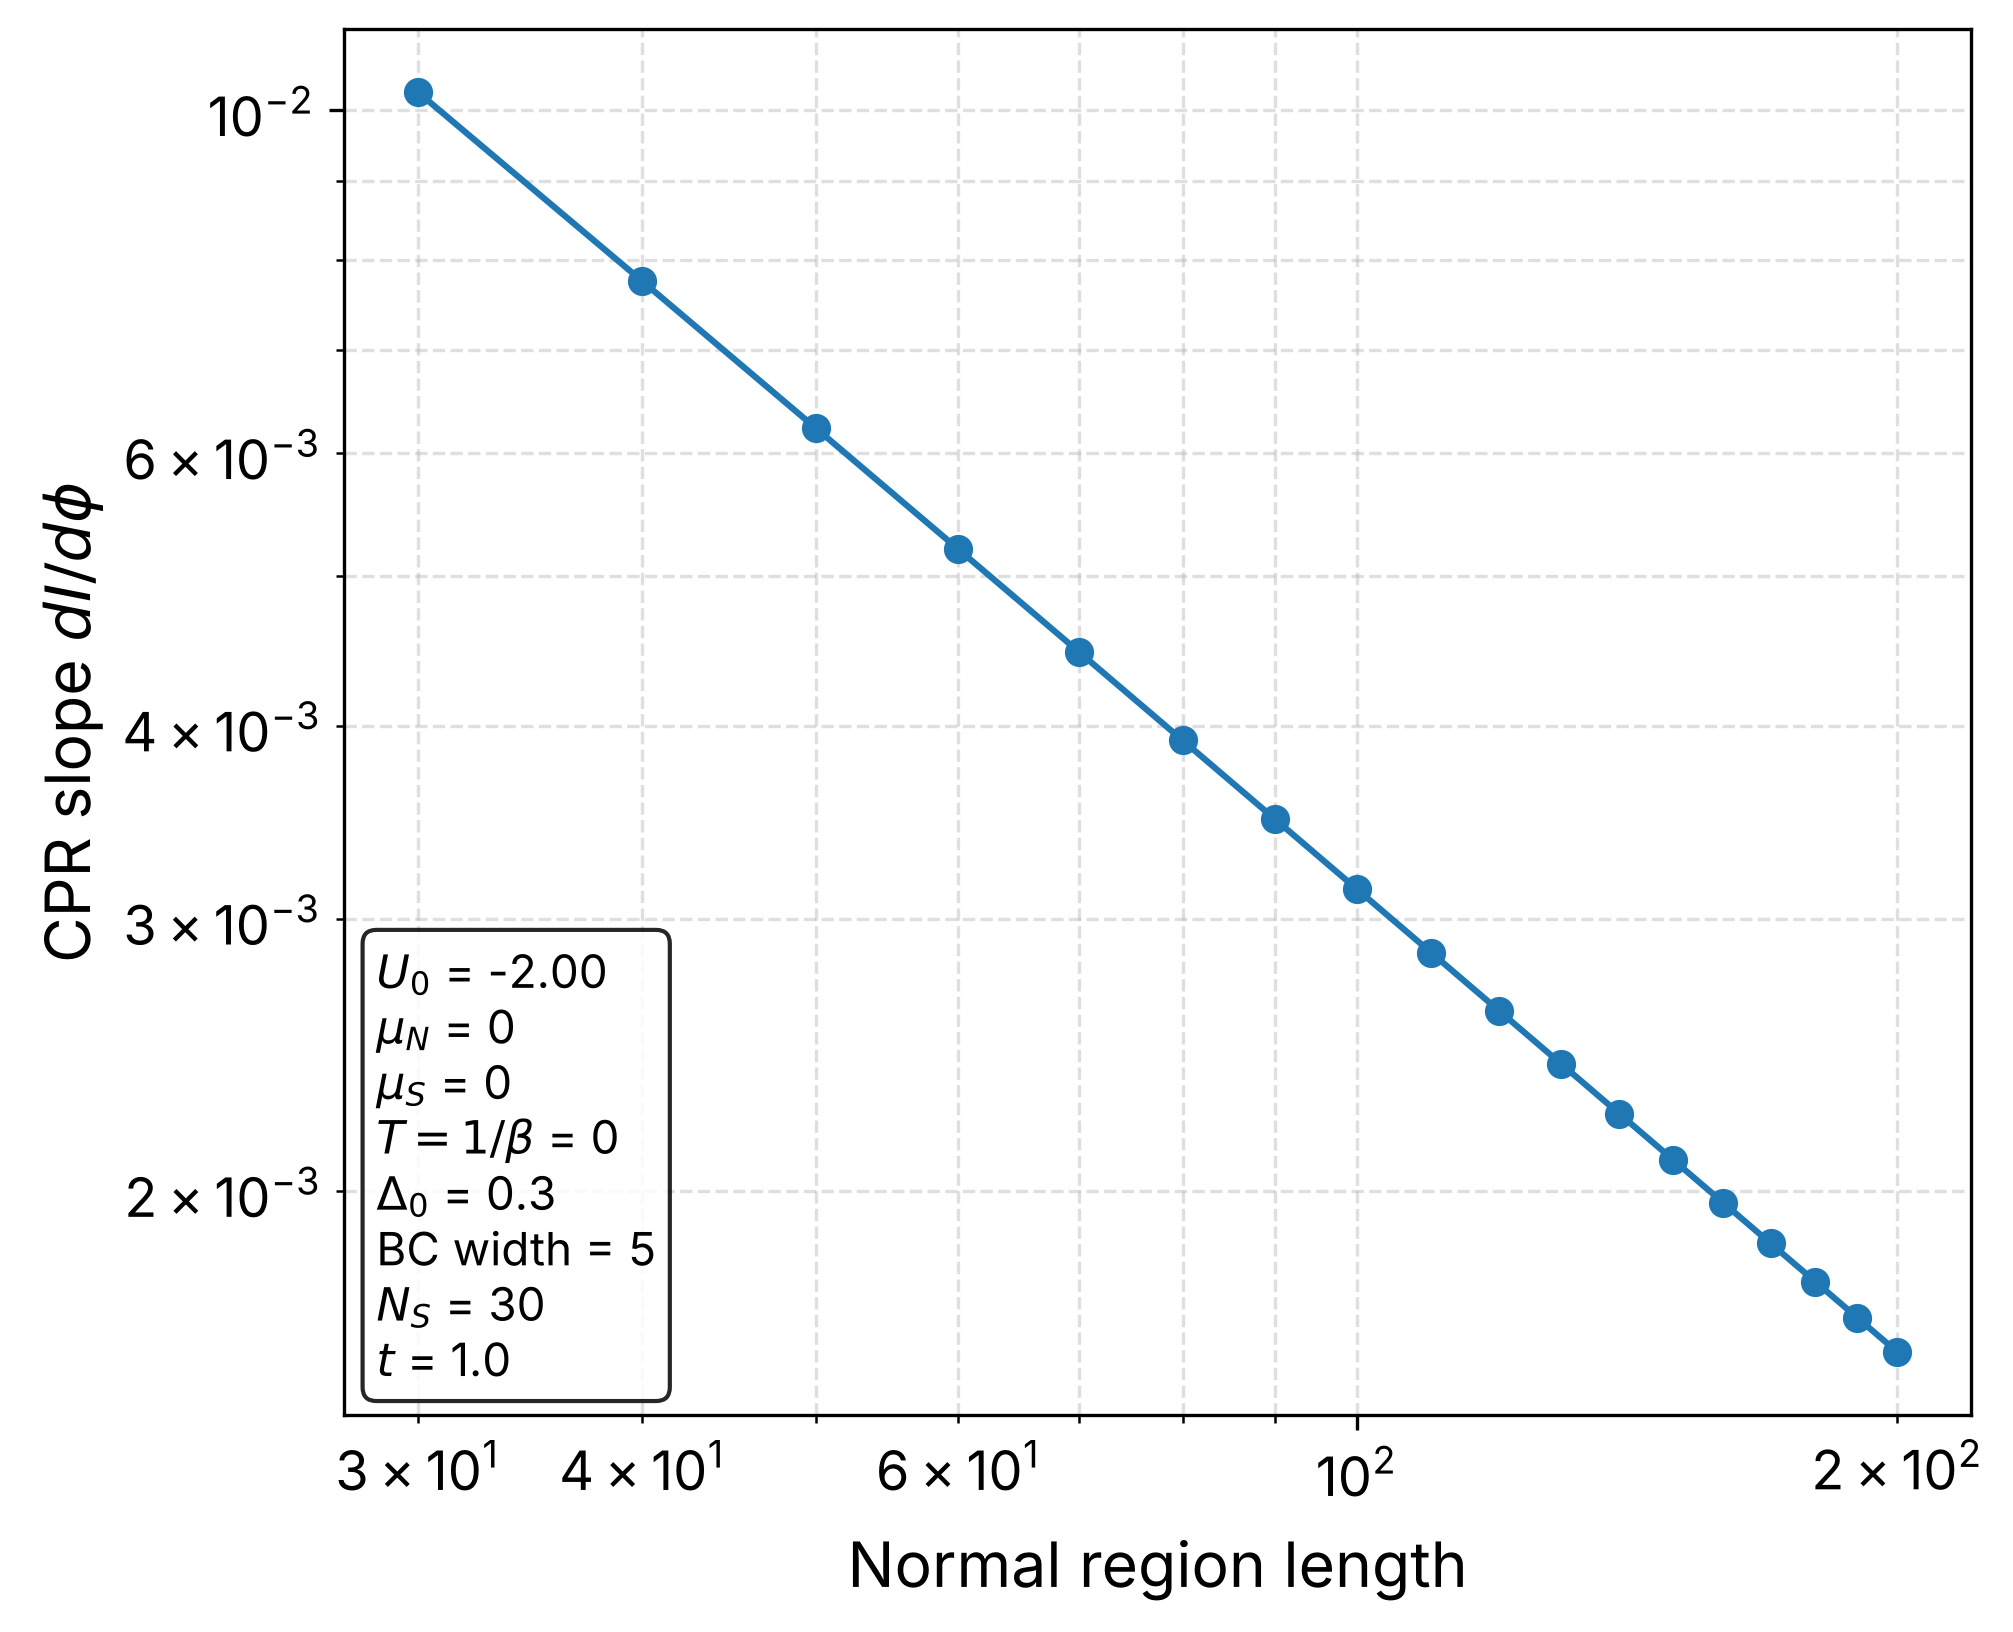 10⁻²
6 × 10⁻³
4 × 10⁻³
3 × 10⁻³
2 × 10⁻³
CPR slope dI/dϕ
U₀ = -2.00
μ_N = 0
μ_S = 0
T = 1/β = 0
Δ₀ = 0.3
BC width = 5
N_S = 30
t = 1.0
3 × 10¹ 4 × 10¹ 6 × 10¹ 10² 2 × 10²
Normal region length